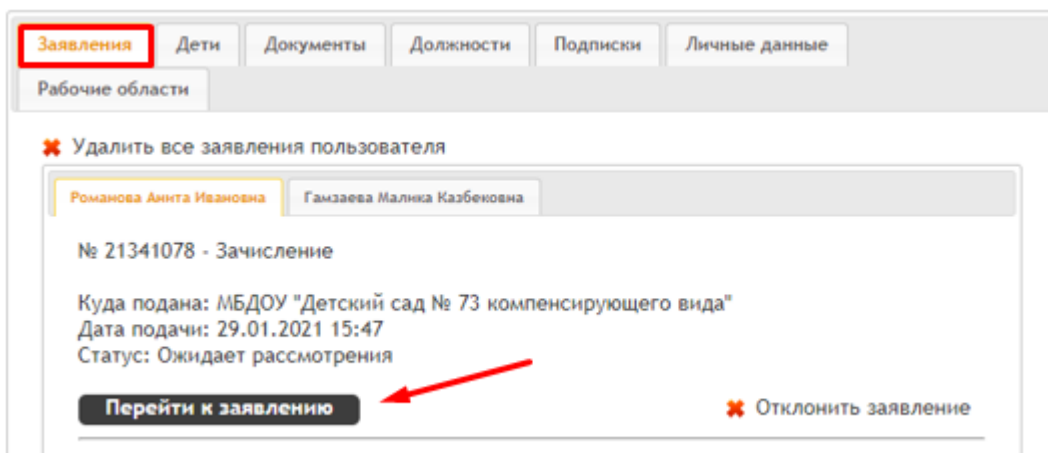 Заявления Дети Документы Должности Подписки Личные данные
Рабочие области
Удалить все заявления пользователя
Романова Анита Ивановна Гамзаева Малика Казбековна
№ 21341078 - Зачисление
Куда подана: МБДОУ "Детский сад № 73 компенсирующего вида"
Дата подачи: 29.01.2021 15:47
Статус: Ожидает рассмотрения
Перейти к заявлению Отклонить заявление